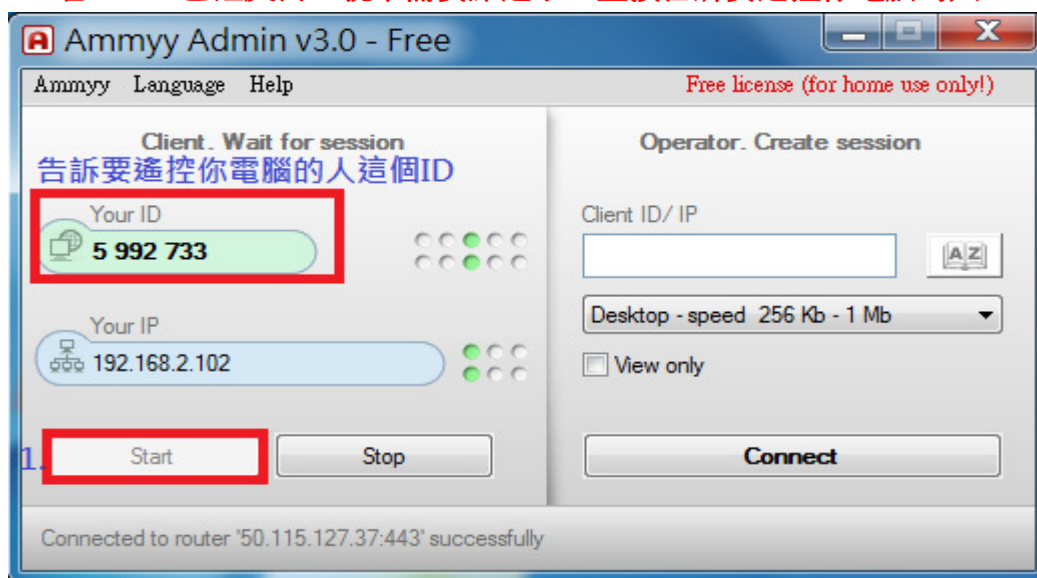 Ammyy Admin v3.0 - Free
Ammyy Language Help
Free license (for home use only!)
Client. Wait for session
告訴要遙控你電腦的人這個ID
Your ID
5 992 733
Your IP
192.168.2.102
1.
Start
Stop
Operator. Create session
Client ID/ IP
A Z
Desktop - speed 256 Kb - 1 Mb
View only
Connect
Connected to router '50.115.127.37:443' successfully